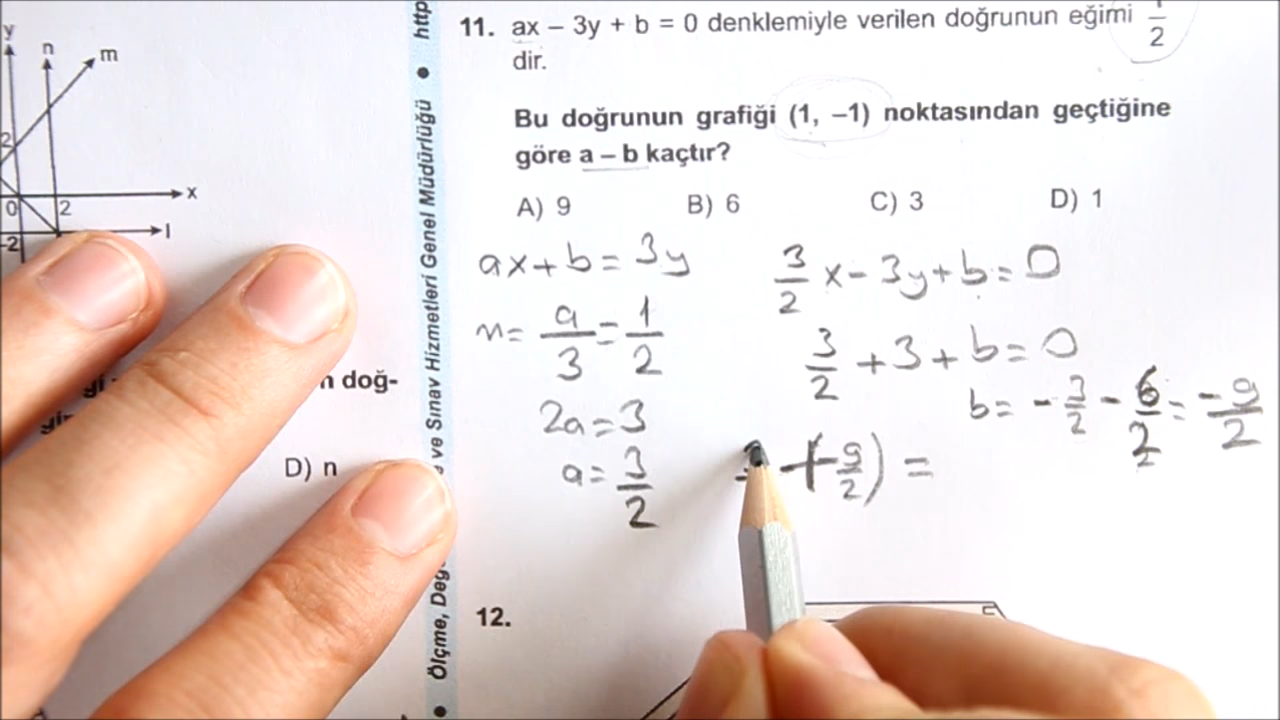 y
n
m
2
0
2
x
-2
l
n doğ-
D) n
Ölçme, Değ ve Sınav Hizmetleri Genel Müdürlüğü • http
11. ax – 3y + b = 0 denklemiyle verilen doğrunun eğimi 1/2
dir.
Bu doğrunun grafiği (1, –1) noktasından geçtiğine
göre a – b kaçtır?
A) 9 B) 6 C) 3 D) 1
ax+b=3y
m= a/3 = 1/2
2a=3
a= 3/2
3/2 x-3y+b=0
3/2 +3+b=0
b= -3/2 - 6/2 = -9/2
(-9/2) =
12.